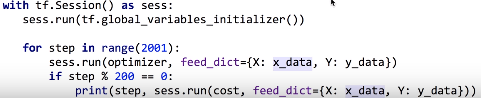 with tf.Session() as sess:
    sess.run(tf.global_variables_initializer())

    for step in range(2001):
        sess.run(optimizer, feed_dict={X: x_data, Y: y_data})
        if step % 200 == 0:
            print(step, sess.run(cost, feed_dict={X: x_data, Y: y_data}))